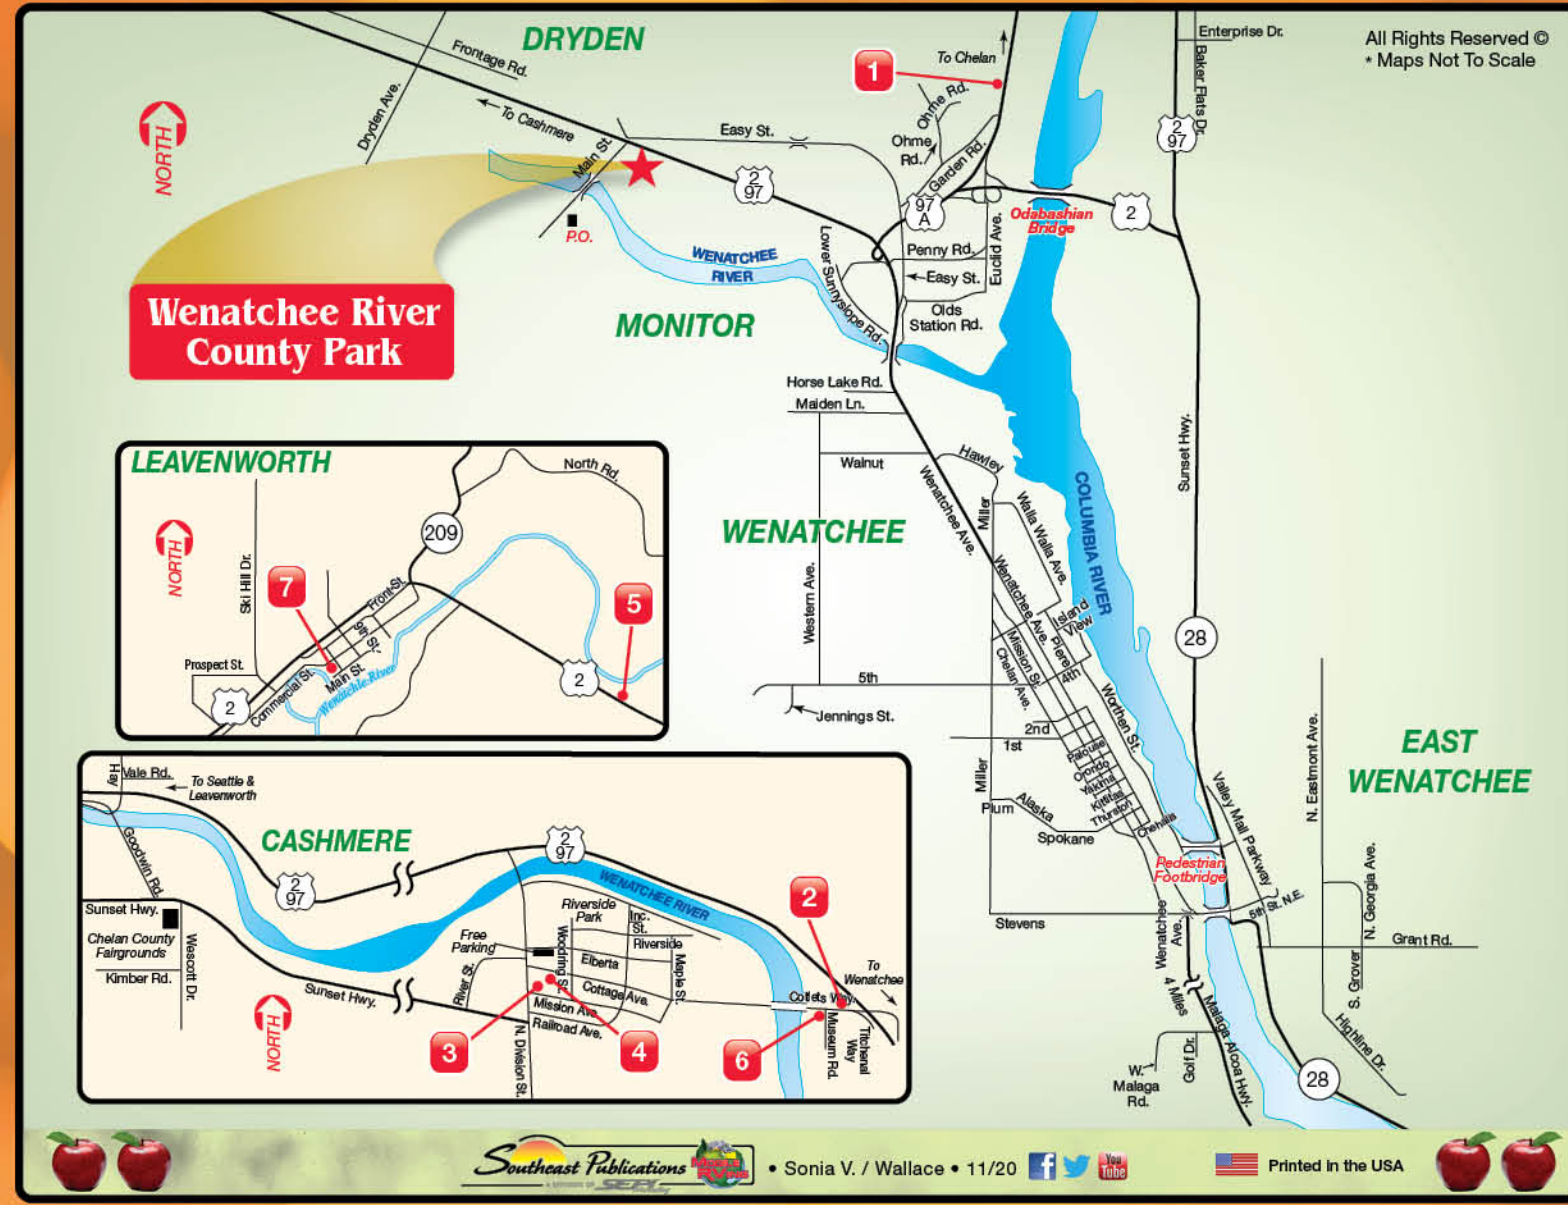 DRYDEN
Frontage Rd.
Dryden Ave.
To Cashmere
NORTH
Main St.
Easy St.
2
97
P.O.
WENATCHEE
RIVER
Wenatchee River
County Park
MONITOR
1
To Chelan
Ohme Rd.
Ohme
Rd.
Garden Rd.
97
A
Odabashian
Bridge
2
Enterprise Dr.
Baker Flats Dr.
2
97
All Rights Reserved ©
* Maps Not To Scale
Lower Sunnyslope Rd.
Penny Rd.
Easy St.
Euclid Ave.
Olds
Station Rd.
Horse Lake Rd.
Maiden Ln.
Walnut
Hawley
Wenatchee Ave.
Miller
Walla Walla Ave.
COLUMBIA RIVER
Sunset Hwy.
WENATCHEE
Western Ave.
Wenatchee Ave.
Island
View
Piere
Mission St.
Chelan Ave.
4th
5th
Jennings St.
Worthen St.
2nd
1st
Palouse
Orondo
Yakima
Kittitas
Thurston
Chehalis
Miller
Plum
Alaska
Spokane
28
Valley Mall Parkway
Pedestrian
Footbridge
5th St. N.E.
Stevens
Wenatchee
Ave.
4 Miles
Malaga Alcoa Hwy.
W.
Malaga
Rd.
Golf Dr.
N. Eastmont Ave.
EAST
WENATCHEE
N. Georgia Ave.
Grant Rd.
S. Grover
Highline Dr.
28
LEAVENWORTH
North Rd.
209
NORTH
Ski Hill Dr.
7
Front St.
9th St.
5
Prospect St.
Commercial St.
Main St.
Wenatchle River
2
2
Hay
Vale Rd.
To Seattle &
Leavenworth
Goodwin Rd.
CASHMERE
2
97
2
97
WENATCHEE RIVER
Sunset Hwy.
Chelan County
Fairgrounds
Kimber Rd.
Wescott Dr.
NORTH
Sunset Hwy.
Free
Parking
River St.
Riverside
Park
Inc.
St.
Riverside
Woodring St.
Elberta
Cottage Ave.
Maple St.
Mission Ave.
Railroad Ave.
N. Division St.
3
4
2
6
To
Wenatchee
Cotlets Way
Museum Rd.
Titchenal
Way
Southeast Publications
A DIVISION OF SEPI
• Sonia V. / Wallace • 11/20
f
You
Tube
Printed in the USA